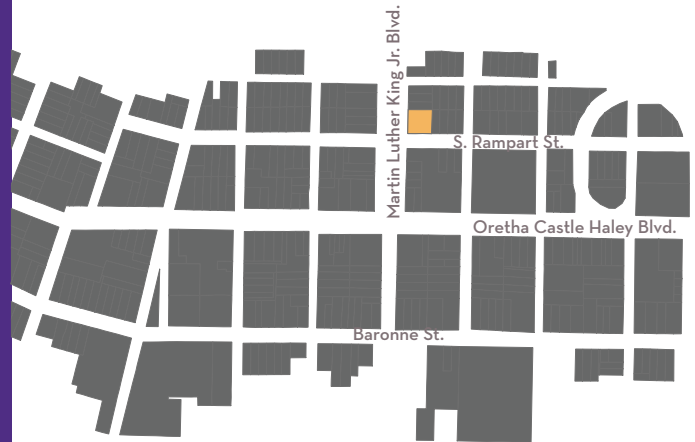 Martin Luther King Jr. Blvd.
S. Rampart St.
Oretha Castle Haley Blvd.
Baronne St.